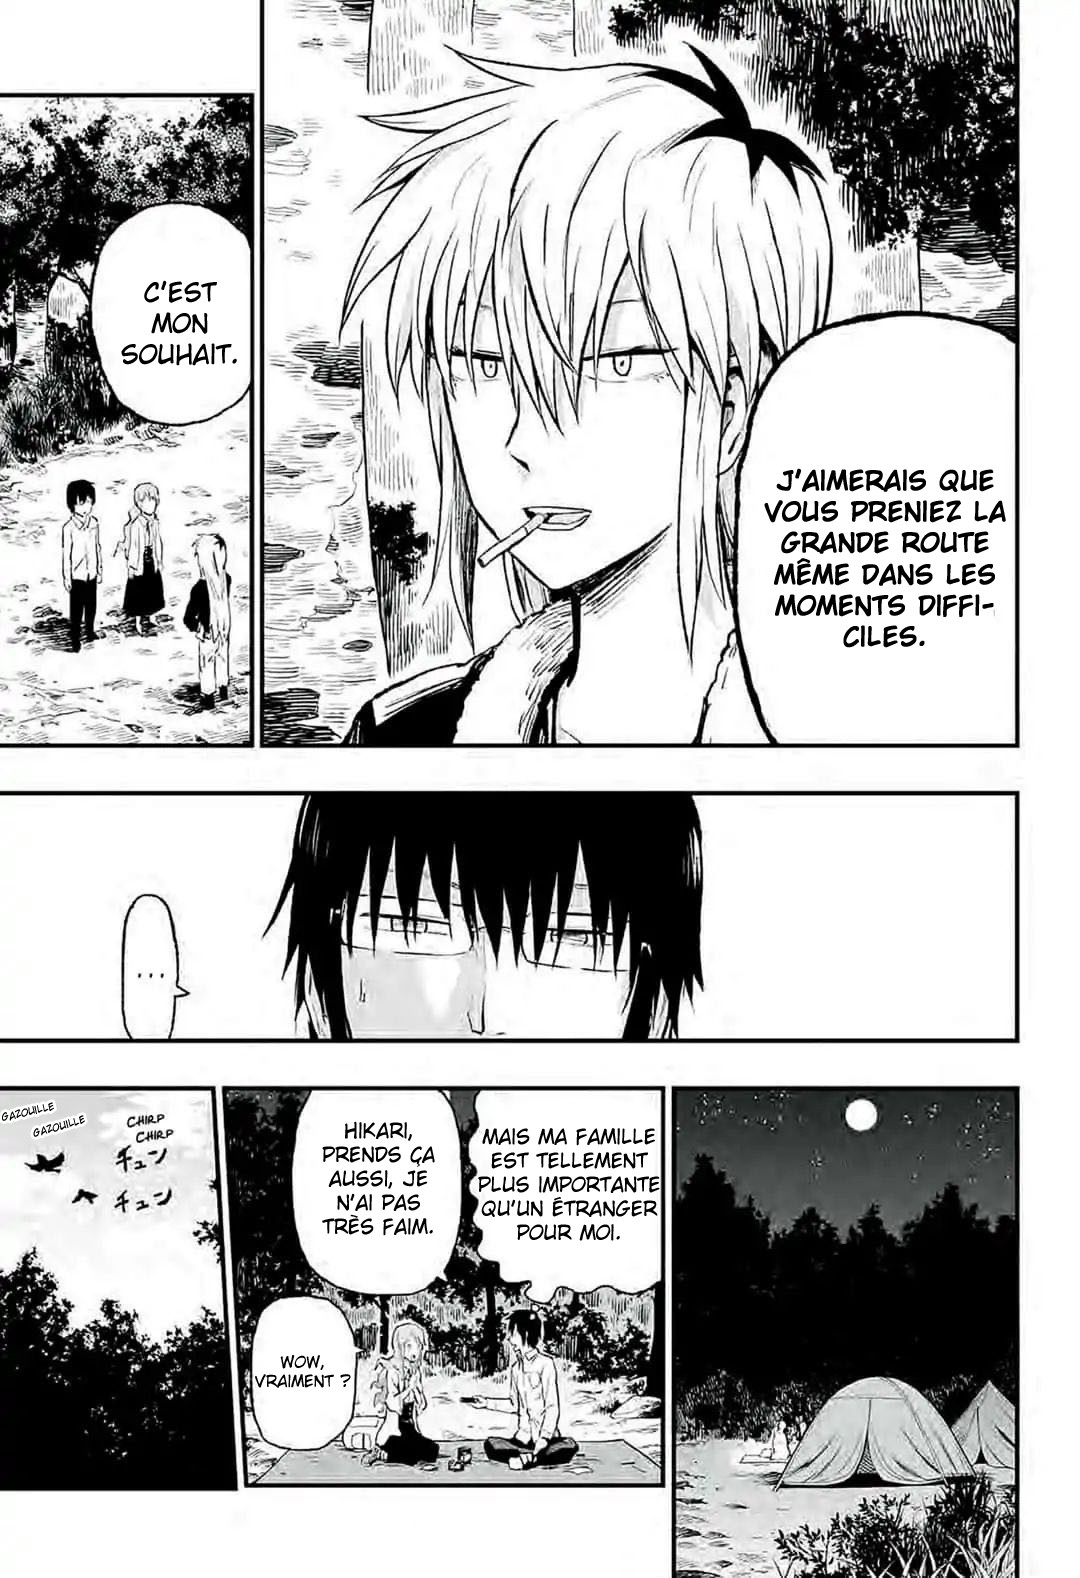 J'AIMERAIS QUE
VOUS PRENIEZ LA
GRANDE ROUTE
MÊME DANS LES
MOMENTS DIFFI-
CILES.
C'EST
MON
SOUHAIT.
...
MAIS MA FAMILLE
EST TELLEMENT
PLUS IMPORTANTE
QU'UN ÉTRANGER
POUR MOI.
HIKARI,
PRENDS ÇA
AUSSI, JE
N'AI PAS
TRÈS FAIM.
WOW,
VRAIMENT ?
GAZOUILLE
GAZOUILLE
CHIRP
CHIRP
チュン
チュン